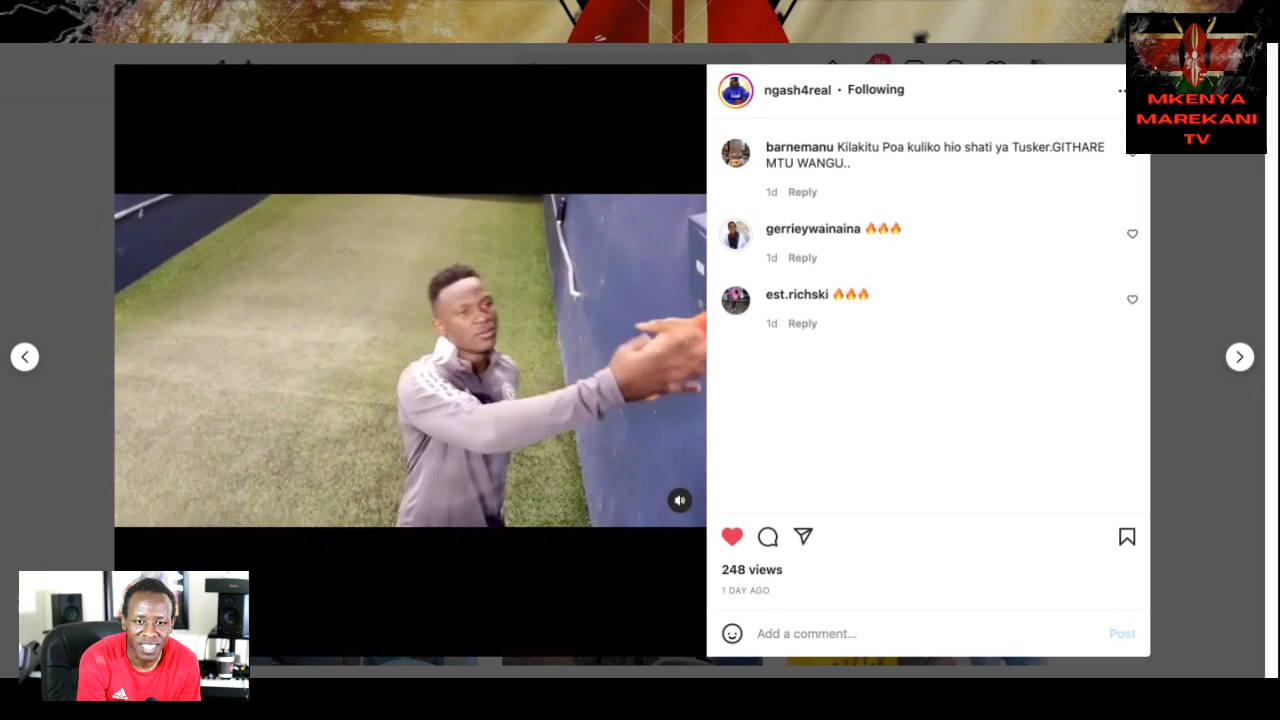 MKENYA
MAREKANI
TV
ngash4real • Following
barnemanu Kilakitu Poa kuliko hio shati ya Tusker.GITHARE
MTU WANGU..
1d Reply
gerrieywainaina 🔥🔥🔥
1d Reply
est.richski 🔥🔥🔥
1d Reply
248 views
1 DAY AGO
Add a comment...
Post